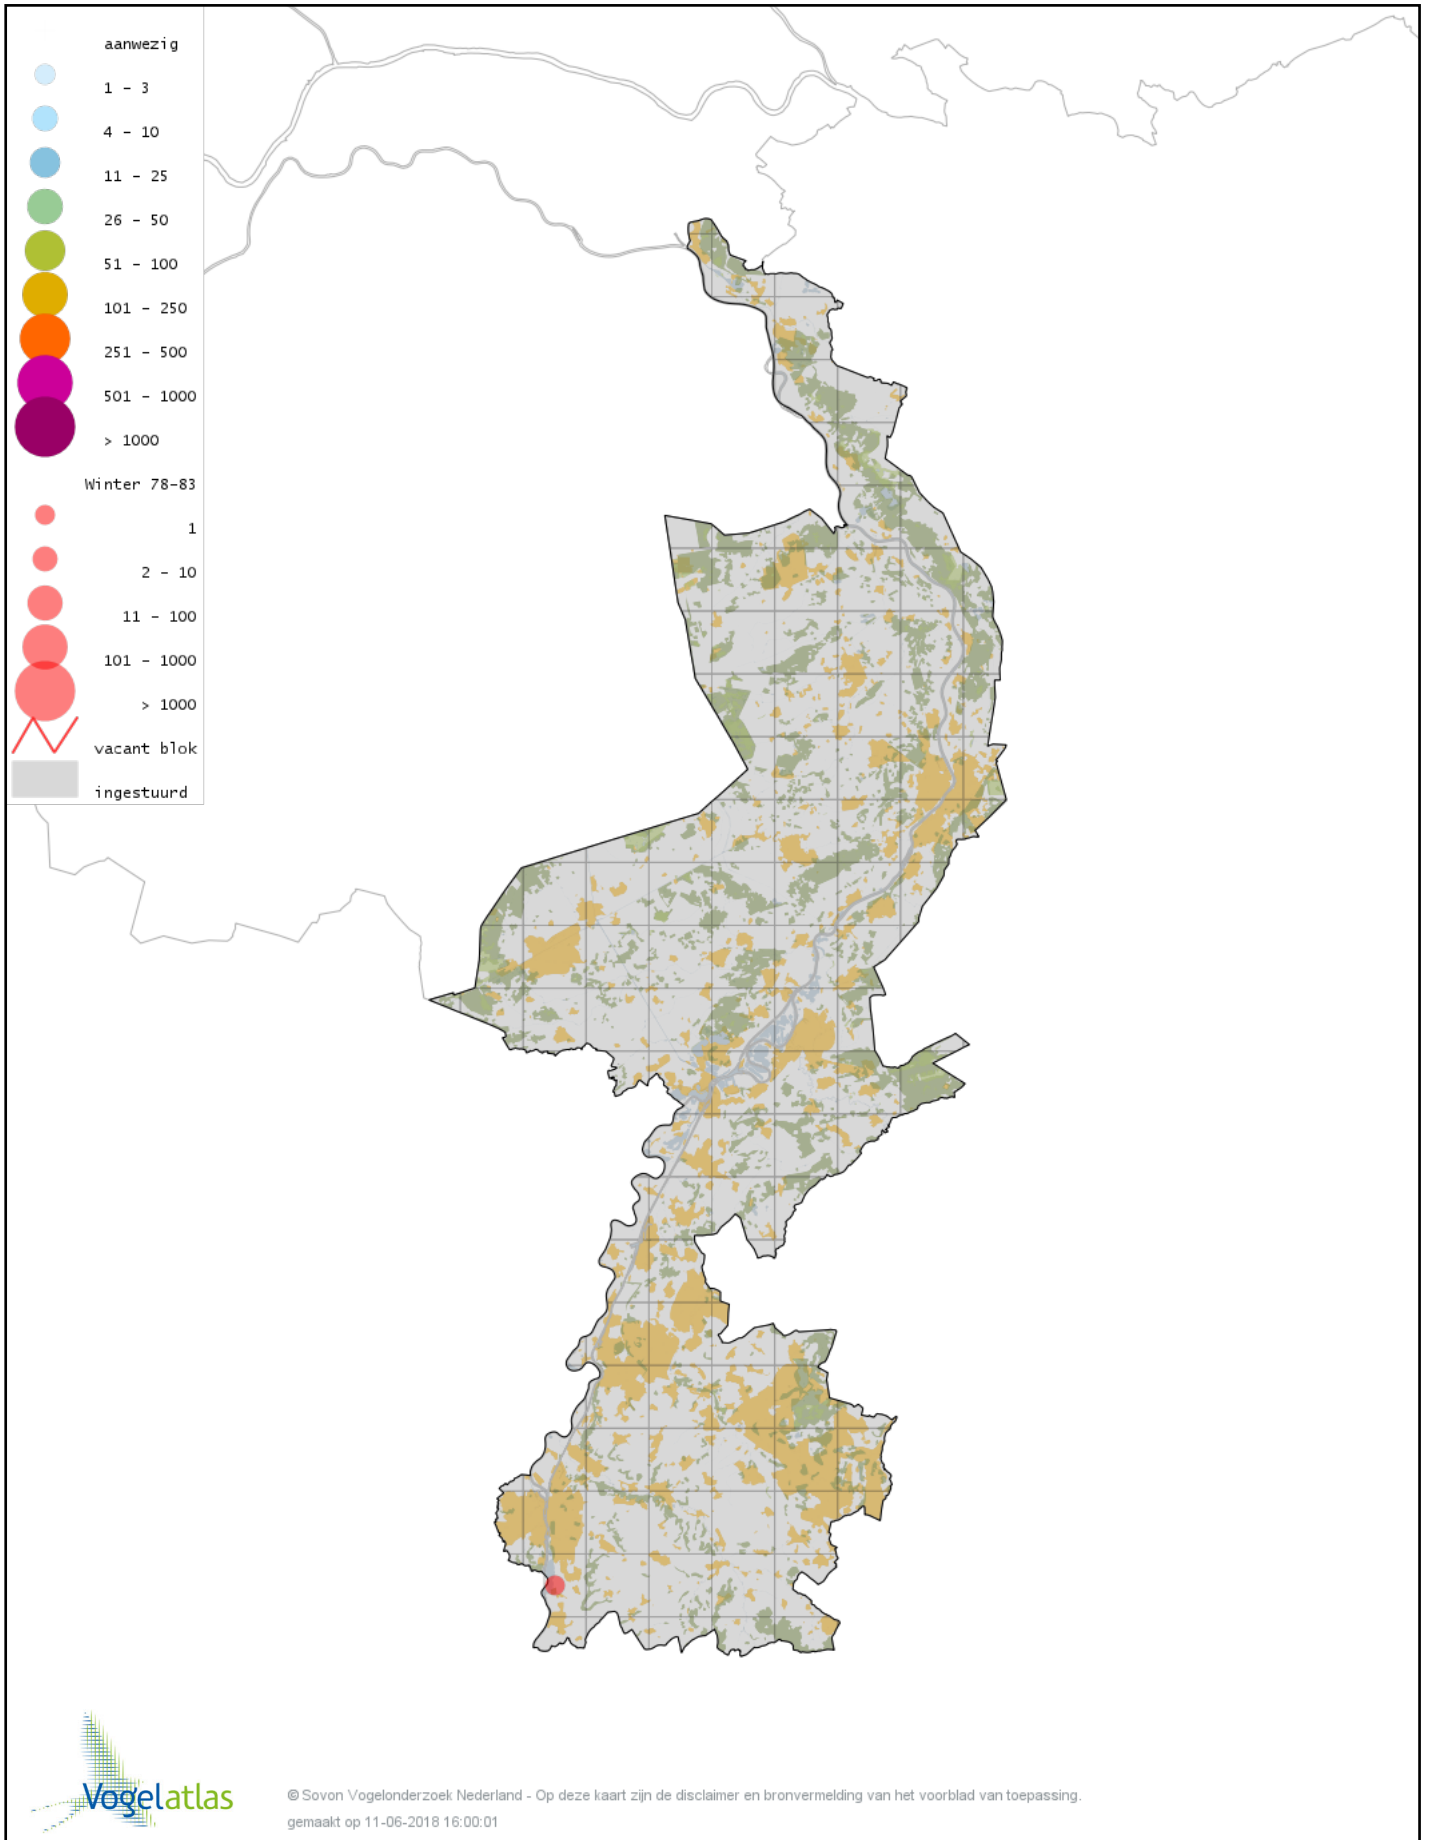 aanwezig
1 - 3
4 - 10
11 - 25
26 - 50
51 - 100
101 - 250
251 - 500
501 - 1000
> 1000
Winter 78-83
1
2 - 10
11 - 100
101 - 1000
> 1000
vacant blok
ingestuurd
Vogelatlas
© Sovon Vogelonderzoek Nederland - Op deze kaart zijn de disclaimer en bronvermelding van het voorblad van toepassing.
gemaakt op 11-06-2018 16:00:01